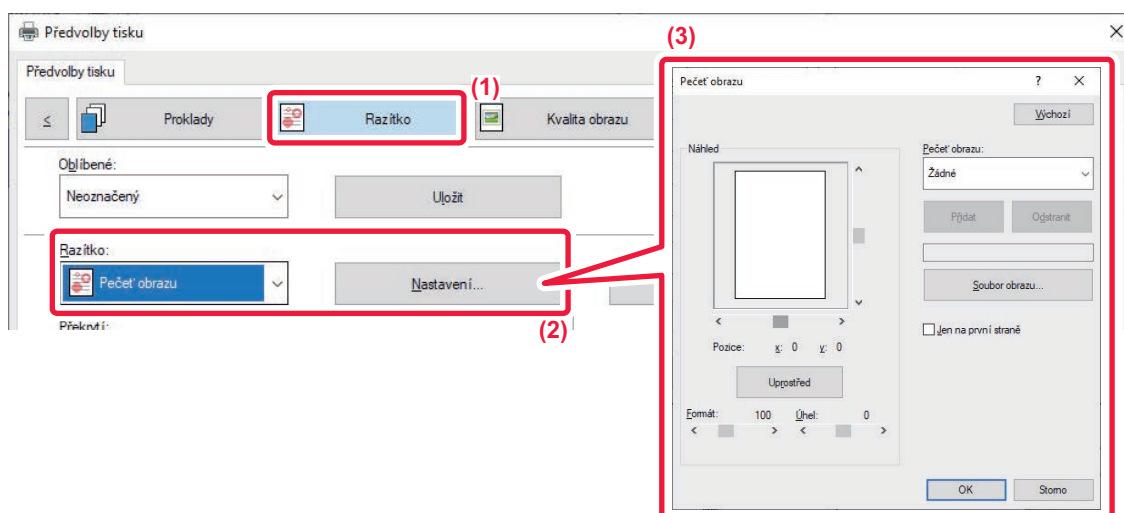 Předvolby tisku
Předvolby tisku
(1)
≤
Proklady
Razítko
Kvalita obrazu
Oblíbené:
Neoznačený
Uložit
Razítko:
Pečeť obrazu
Nastavení...
(2)
Překrytí:
(3)
Pečeť obrazu
?
Výchozí
Náhled
Pečeť obrazu:
Žádné
Přidat
Odstranit
Soubor obrazu...
Jen na první straně
Pozice: x: 0 y: 0
Uprostřed
Formát: 100 Úhel: 0
OK
Storno